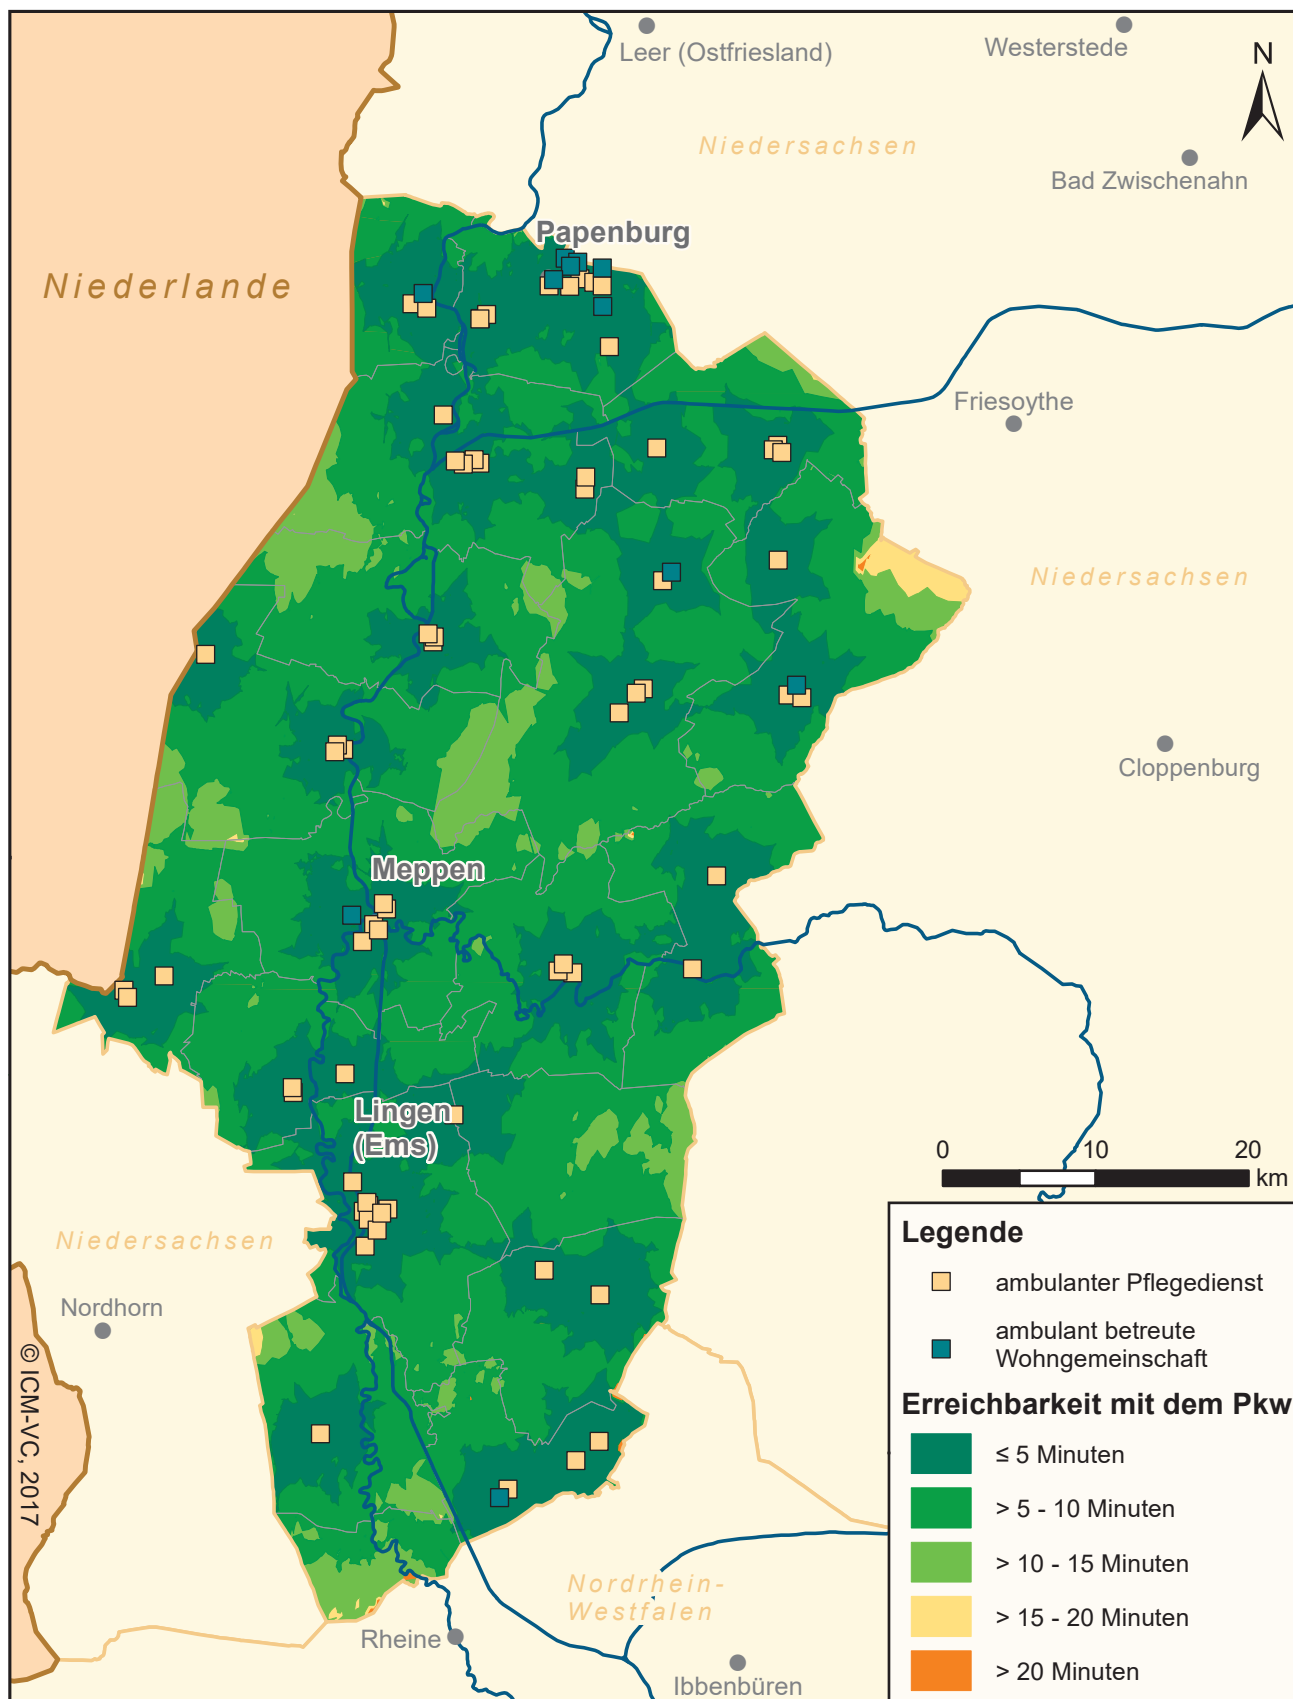 Leer (Ostfriesland)
Westerstede
N
Niedersachsen
Bad Zwischenahn
Papenburg
Niederlande
Friesoythe
Niedersachsen
Cloppenburg
Meppen
Lingen
(Ems)
0 10 20
km
Niedersachsen
Nordhorn
© ICM-VC, 2017
Nordrhein-
Westfalen
Rheine
Ibbenbüren
Legende
ambulanter Pflegedienst
ambulant betreute
Wohngemeinschaft
Erreichbarkeit mit dem Pkw
≤ 5 Minuten
> 5 - 10 Minuten
> 10 - 15 Minuten
> 15 - 20 Minuten
> 20 Minuten